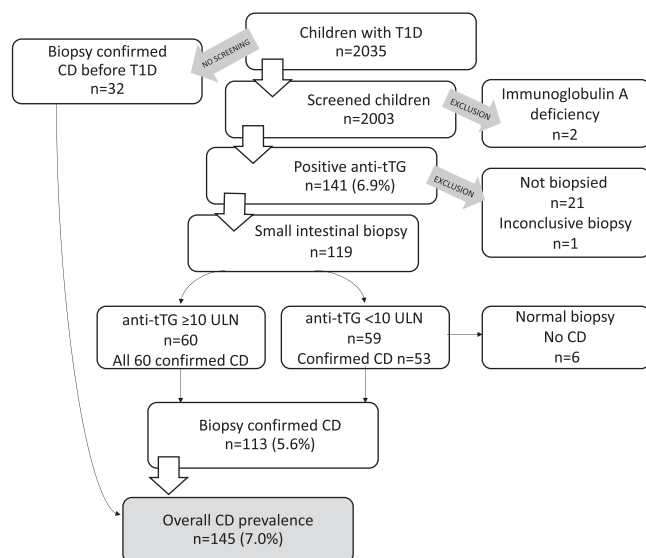 Children with T1D
n=2035
Biopsy confirmed
CD before T1D
n=32
NO SCREENING
Screened children
n=2003
EXCLUSION
Immunoglobulin A
deficiency
n=2
Positive anti-tTG
n=141 (6.9%)
EXCLUSION
Not biopsied
n=21
Inconclusive biopsy
n=1
Small intestinal biopsy
n=119
anti-tTG ≥10 ULN
n=60
All 60 confirmed CD
anti-tTG <10 ULN
n=59
Confirmed CD n=53
Normal biopsy
No CD
n=6
Biopsy confirmed CD
n=113 (5.6%)
Overall CD prevalence
n=145 (7.0%)